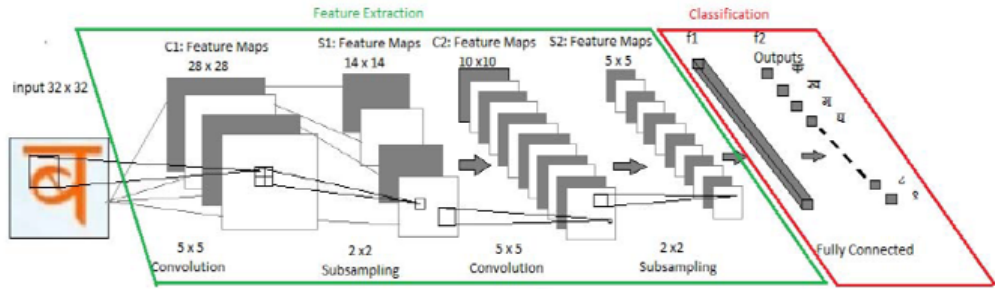 Feature Extraction
Classification
input 32 x 32
C1: Feature Maps
28 x 28
S1: Feature Maps
14 x 14
C2: Feature Maps
10 x10
S2: Feature Maps
5 x 5
f1
f2
Outputs
ब
क
ख
ग
घ
5 x 5
Convolution
2 x2
Subsampling
5 x 5
Convolution
2 x2
Subsampling
Fully Connected